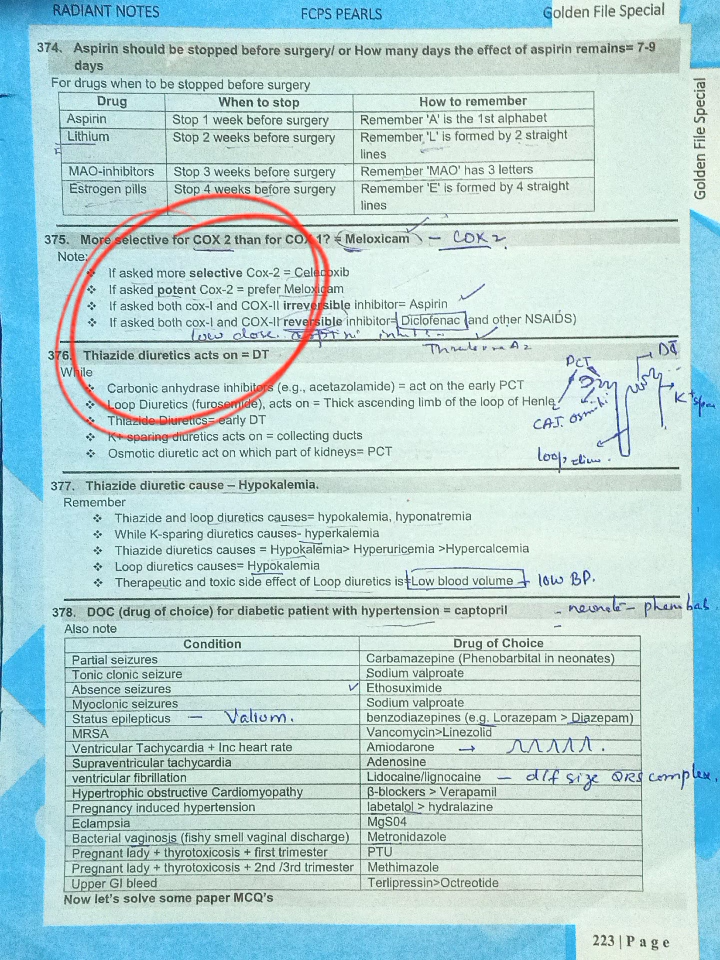 RADIANT NOTES FCPS PEARLS Golden File Special
Golden File Special
374. Aspirin should be stopped before surgery/ or How many days the effect of aspirin remains= 7-9
days
For drugs when to be stopped before surgery
Drug When to stop How to remember
Aspirin Stop 1 week before surgery Remember 'A' is the 1st alphabet
Lithium Stop 2 weeks before surgery Remember 'L' is formed by 2 straight
lines
MAO-inhibitors Stop 3 weeks before surgery Remember 'MAO' has 3 letters
Estrogen pills Stop 4 weeks before surgery Remember 'E' is formed by 4 straight
lines
375. More selective for COX 2 than for COX 1? = Meloxicam – COX 2.
Note:
❖ If asked more selective Cox-2 = Celecoxib
❖ If asked potent Cox-2 = prefer Meloxicam
❖ If asked both cox-I and COX-II irreversible inhibitor= Aspirin
❖ If asked both cox-I and COX-II reversible inhibitor= Diclofenac (and other NSAIDS)
low dose
376. Thiazide diuretics acts on = DT
While
❖ Carbonic anhydrase inhibitors (e.g., acetazolamide) = act on the early PCT
❖ Loop Diuretics (furosemide), acts on = Thick ascending limb of the loop of Henle
❖ Thiazide Diuretics= early DT
❖ K+ sparing diuretics acts on = collecting ducts
❖ Osmotic diuretic act on which part of kidneys= PCT
PCT
DT
CAI.
loop
377. Thiazide diuretic cause – Hypokalemia.
Remember
❖ Thiazide and loop diuretics causes= hypokalemia, hyponatremia
❖ While K-sparing diuretics causes- hyperkalemia
❖ Thiazide diuretics causes = Hypokalemia> Hyperuricemia >Hypercalcemia
❖ Loop diuretics causes= Hypokalemia
❖ Therapeutic and toxic side effect of Loop diuretics is=Low blood volume + low BP.
378. DOC (drug of choice) for diabetic patient with hypertension = captopril
- neonate -
Also note
Condition Drug of Choice
Partial seizures Carbamazepine (Phenobarbital in neonates)
Tonic clonic seizure Sodium valproate
Absence seizures Ethosuximide
Myoclonic seizures Sodium valproate
Status epilepticus – Valium. benzodiazepines (e.g. Lorazepam > Diazepam)
MRSA Vancomycin>Linezolid
Ventricular Tachycardia + Inc heart rate Amiodarone →
Supraventricular tachycardia Adenosine
ventricular fibrillation Lidocaine/lignocaine – diff size QRS complex.
Hypertrophic obstructive Cardiomyopathy β-blockers > Verapamil
Pregnancy induced hypertension labetalol > hydralazine
Eclampsia MgS04
Bacterial vaginosis (fishy smell vaginal discharge) Metronidazole
Pregnant lady + thyrotoxicosis + first trimester PTU
Pregnant lady + thyrotoxicosis + 2nd /3rd trimester Methimazole
Upper GI bleed Terlipressin>Octreotide
Now let's solve some paper MCQ's
223 | P a g e